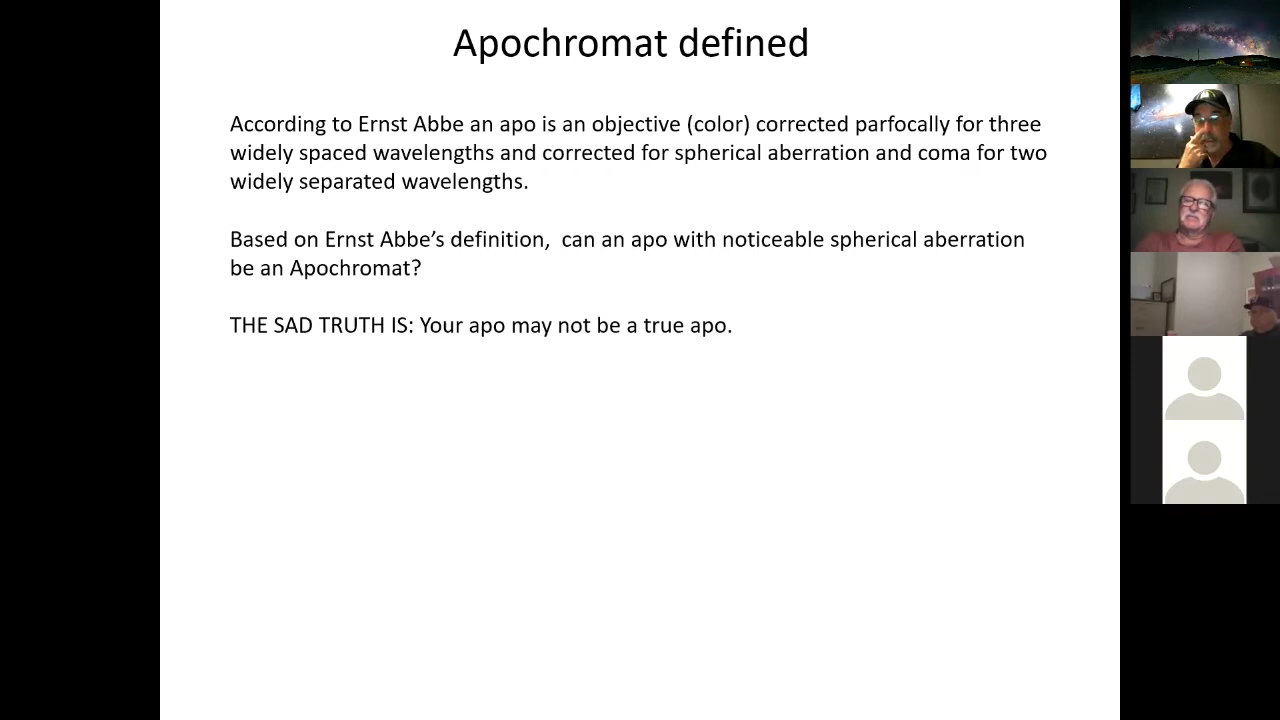 Apochromat defined
According to Ernst Abbe an apo is an objective (color) corrected parfocally for three
widely spaced wavelengths and corrected for spherical aberration and coma for two
widely separated wavelengths.
Based on Ernst Abbe’s definition,  can an apo with noticeable spherical aberration
be an Apochromat?
THE SAD TRUTH IS: Your apo may not be a true apo.